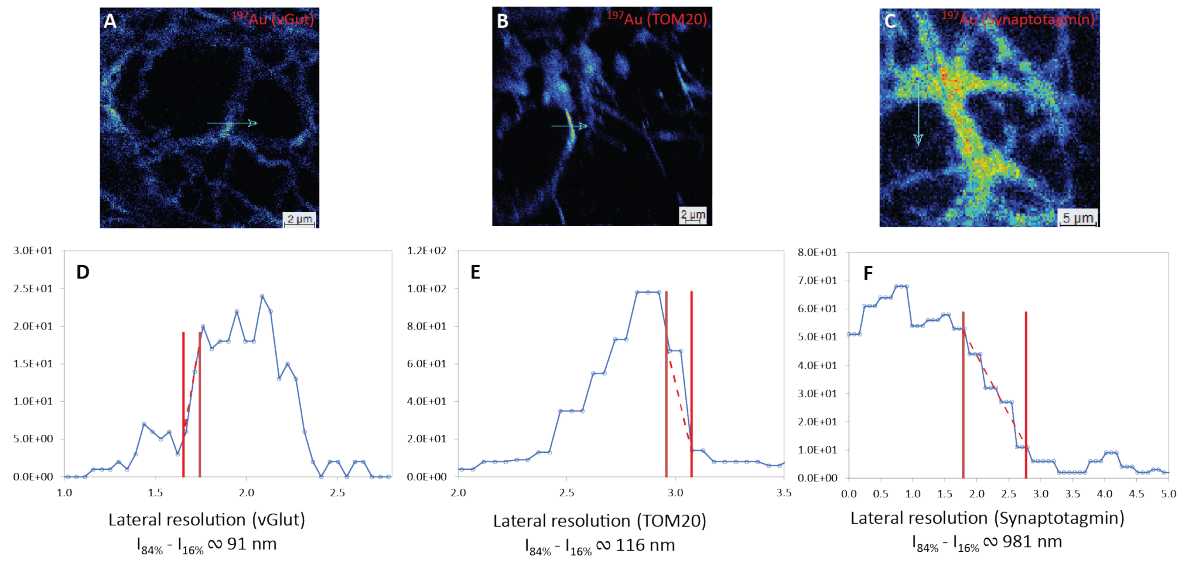 A ¹⁹⁷Au (vGut)
2 µm
B ¹⁹⁷Au (TOM20)
2 µm
C ¹⁹⁷Au (Synaptotagmin)
5 µm
D
3.0E+01
2.5E+01
2.0E+01
1.5E+01
1.0E+01
5.0E+00
0.0E+00
1.0 1.5 2.0 2.5
Lateral resolution (vGlut)
I84% - I16% ∾ 91 nm
E
1.2E+02
1.0E+02
8.0E+01
6.0E+01
4.0E+01
2.0E+01
0.0E+00
2.0 2.5 3.0 3.5
Lateral resolution (TOM20)
I84% - I16% ∾ 116 nm
F
8.0E+01
7.0E+01
6.0E+01
5.0E+01
4.0E+01
3.0E+01
2.0E+01
1.0E+01
0.0E+00
0.0 0.5 1.0 1.5 2.0 2.5 3.0 3.5 4.0 4.5 5.0
Lateral resolution (Synaptotagmin)
I84% - I16% ∾ 981 nm